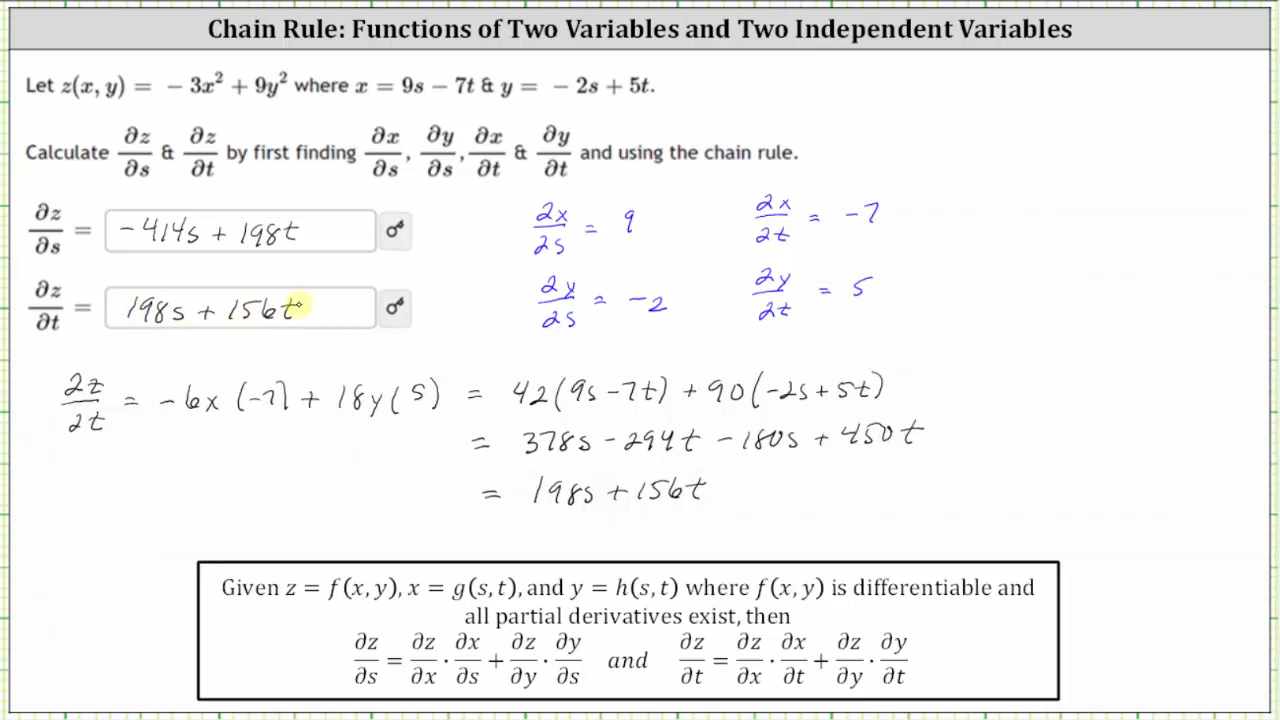 Chain Rule: Functions of Two Variables and Two Independent Variables
Let z(x, y) = − 3x² + 9y² where x = 9s − 7t & y = − 2s + 5t.
Calculate ∂z/∂s & ∂z/∂t by first finding ∂x/∂s, ∂y/∂s, ∂x/∂t & ∂y/∂t and using the chain rule.
∂z/∂s = -414s + 198t
∂x/∂s = 9
∂x/∂t = -7
∂z/∂t = 198s + 156t
∂y/∂s = -2
∂y/∂t = 5
∂z/∂t = -6x(-7) + 18y(5) = 42(9s - 7t) + 90(-2s + 5t)
= 378s - 294t - 180s + 450t
= 198s + 156t
Given z = f(x, y), x = g(s, t), and y = h(s, t) where f(x, y) is differentiable and
all partial derivatives exist, then
∂z/∂s = ∂z/∂x · ∂x/∂s + ∂z/∂y · ∂y/∂s and ∂z/∂t = ∂z/∂x · ∂x/∂t + ∂z/∂y · ∂y/∂t